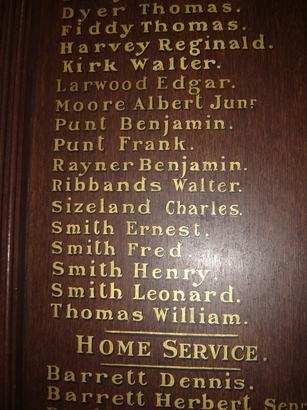 Dyer Thomas.
Fiddy Thomas.
Harvey Reginald.
Kirk Walter.
Larwood Edgar.
Moore Albert Junr
Punt Benjamin.
Punt Frank.
Rayner Benjamin.
Ribbands Walter.
Sizeland Charles.
Smith Ernest.
Smith Fred.
Smith Henry.
Smith Leonard.
Thomas William.
HOME SERVICE.
Barrett Dennis.
Barrett Herbert Senr